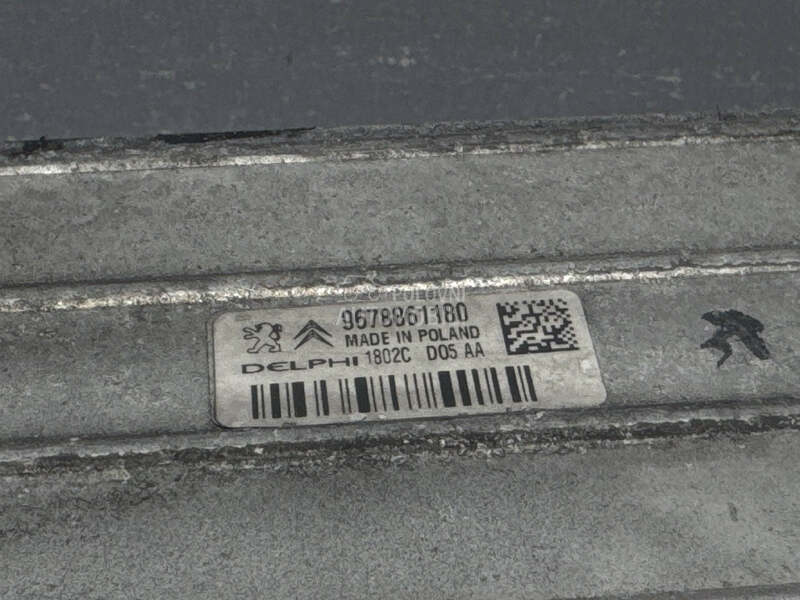 9678861180
MADE IN POLAND
DELPHI 1802C D05 AA